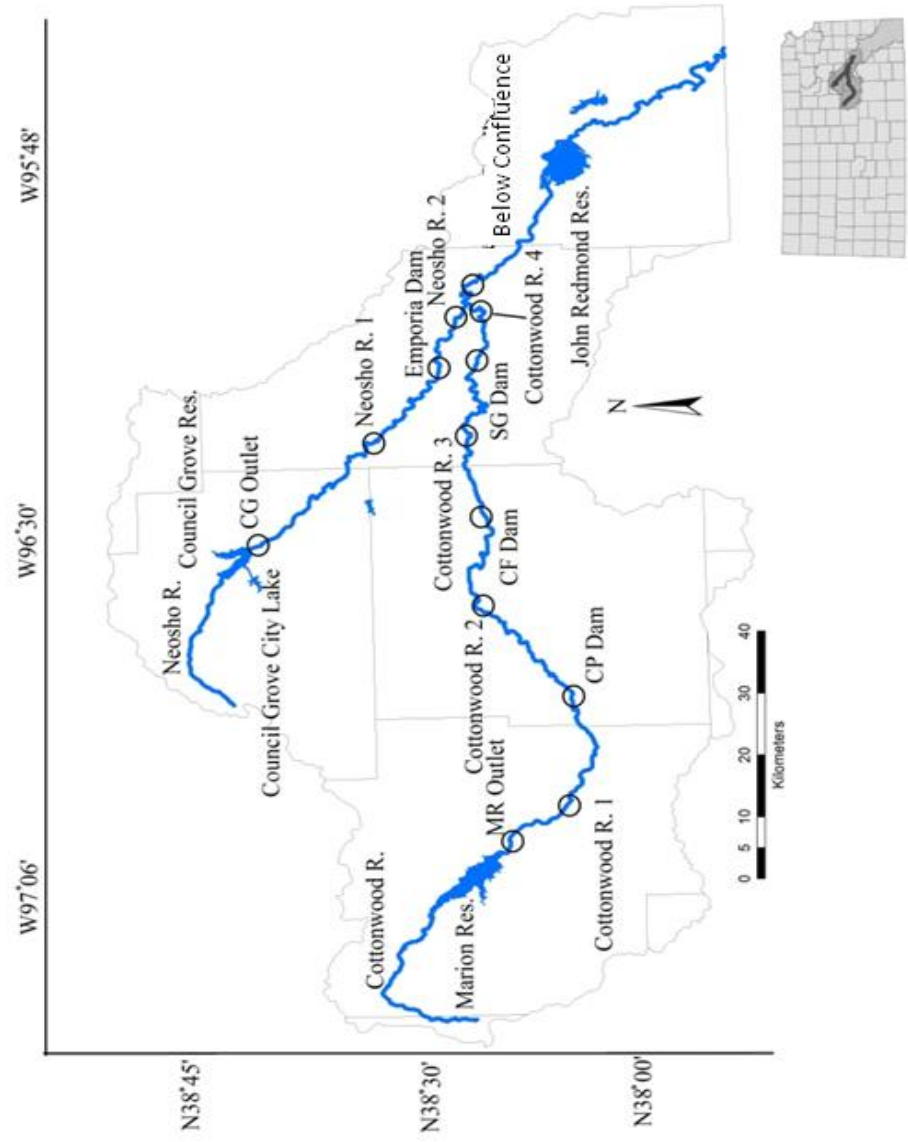 W97°06'
W96°30'
W95°48'
N38°45'
N38°30'
N38°00'
Neosho R.
Council Grove Res.
CG Outlet
Council Grove City Lake
Neosho R. 1
Emporia Dam
Neosho R. 2
Below Confluence
Cottonwood R.
Marion Res.
MR Outlet
Cottonwood R. 1
Cottonwood R. 2
CP Dam
CF Dam
Cottonwood R. 3
SG Dam
Cottonwood R. 4
John Redmond Res.
N
0 5 10 20 30 40
Kilometers